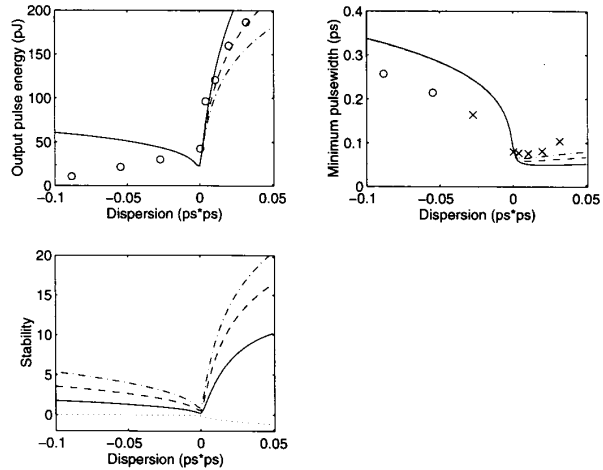 200
150
100
50
0
Output pulse energy (pJ)
−0.1 −0.05 0 0.05
Dispersion (ps*ps)
0.4
0.3
0.2
0.1
0
Minimum pulsewidth (ps)
−0.1 −0.05 0 0.05
Dispersion (ps*ps)
20
15
10
5
0
Stability
−0.1 −0.05 0 0.05
Dispersion (ps*ps)